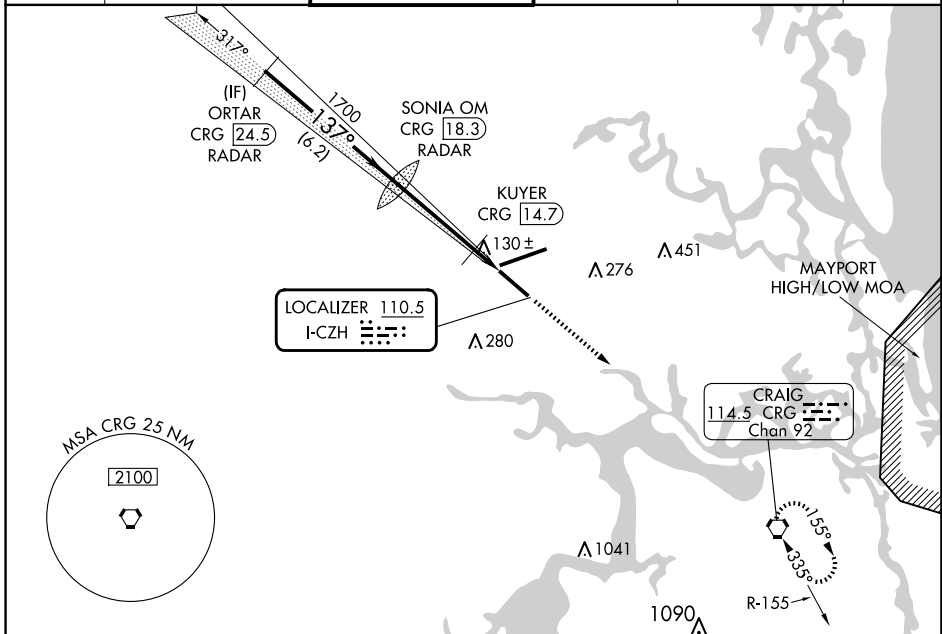 317°
(IF)
ORTAR
CRG 24.5
RADAR
1700
137°
(6.2)
SONIA OM
CRG 18.3
RADAR
KUYER
CRG 14.7
130 ±
276
451
MAYPORT
HIGH/LOW MOA
LOCALIZER 110.5
I-CZH
280
CRAIG
114.5 CRG
Chan 92
MSA CRG 25 NM
2100
155°
335°
R-155
1041
1090